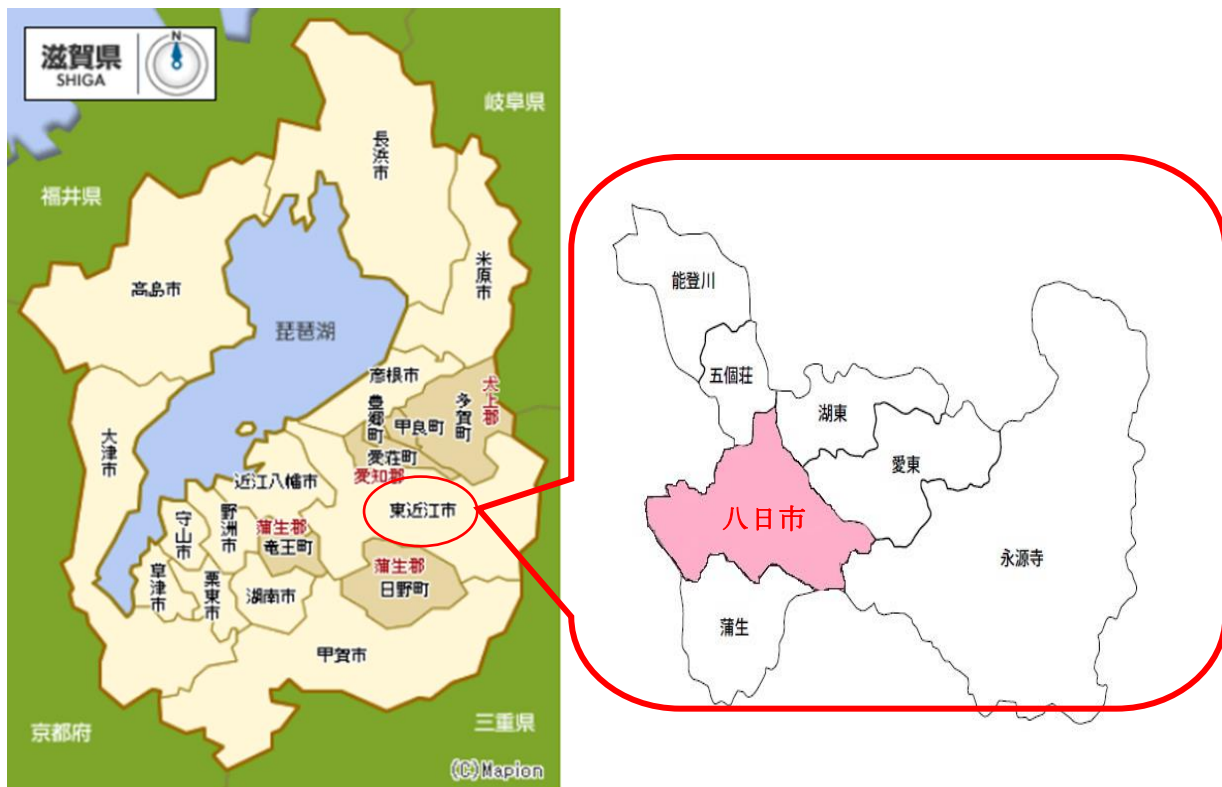 滋賀県
SHIGA
N
岐阜県
福井県
長浜市
米原市
高島市
琵琶湖
彦根市
犬上郡
多賀町
豊郷町
甲良町
大津市
愛荘町
愛知郡
近江八幡市
東近江市
守山市
野洲市
蒲生郡
竜王町
蒲生郡
日野町
草津市
栗東市
湖南市
甲賀市
京都府
三重県
(C)Mapion
能登川
五個荘
湖東
愛東
八日市
永源寺
蒲生